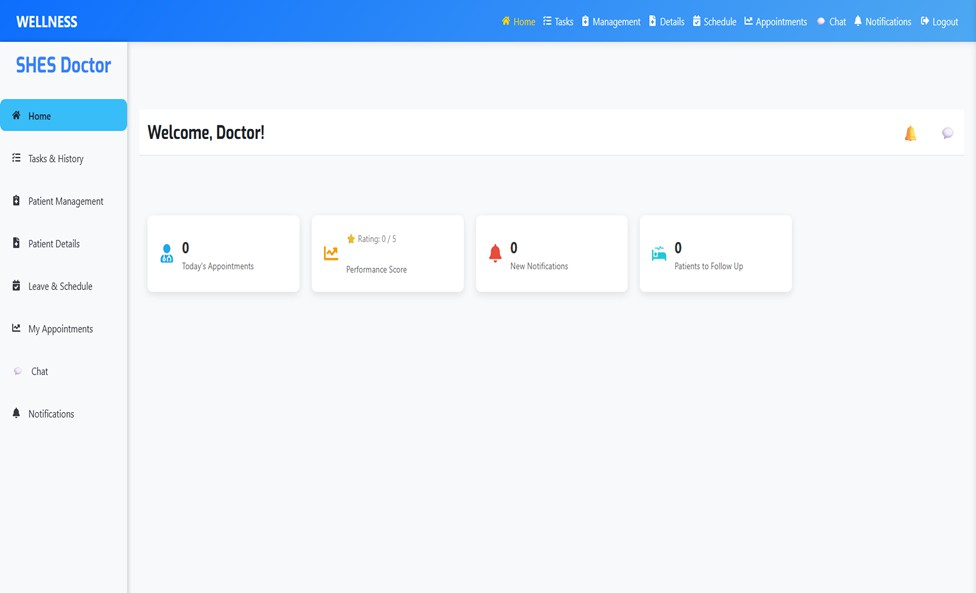 WELLNESS
Home Tasks Management Details Schedule Appointments Chat Notifications Logout
SHES Doctor
Home
Tasks & History
Patient Management
Patient Details
Leave & Schedule
My Appointments
Chat
Notifications
Welcome, Doctor!
0
Today's Appointments
Rating: 0 / 5
Performance Score
0
New Notifications
0
Patients to Follow Up